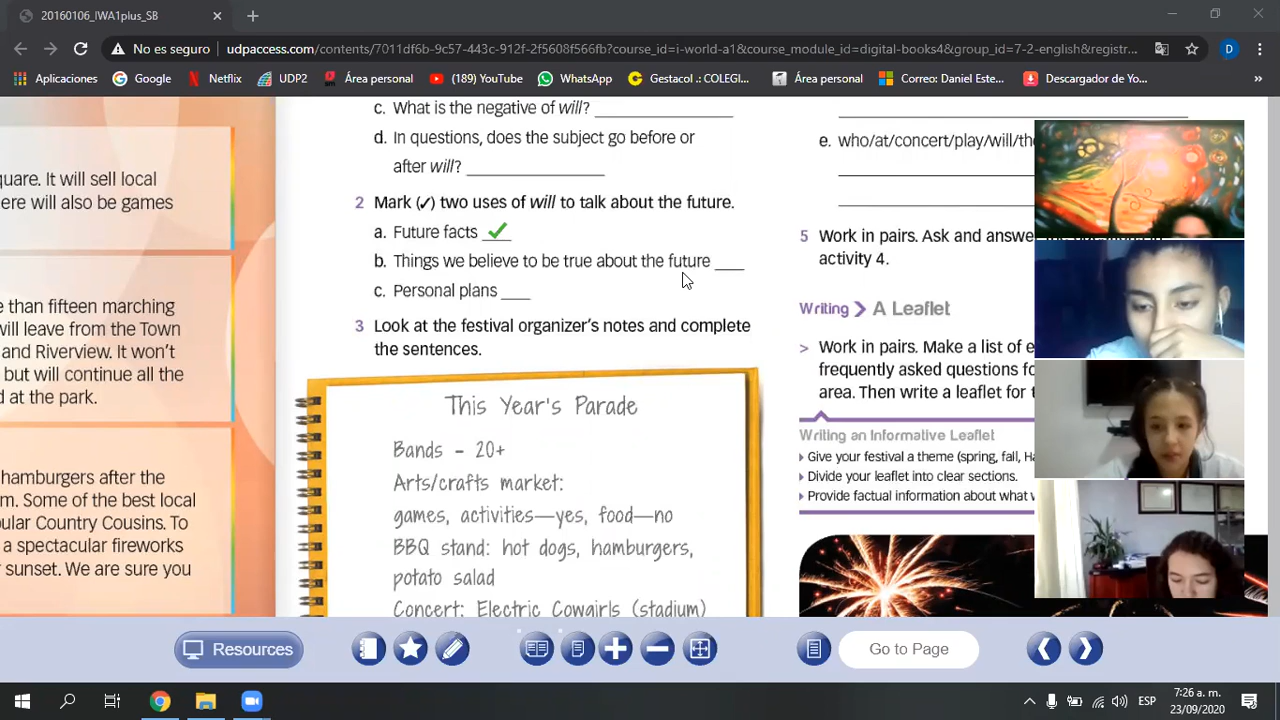 20160106_IWA1plus_SB
No es seguro | udpaccess.com/contents/7011df6b-9c57-443c-912f-2f5608f566fb?course_id=i-world-a1&course_module_id=digital-books4&group_id=7-2-english&registr...
D
Aplicaciones Google Netflix UDP2 Área personal (189) YouTube WhatsApp Gestacol .: COLEGI... Área personal Correo: Daniel Este... Descargador de Yo... »
c. What is the negative of will?
d. In questions, does the subject go before or
after will?
2 Mark (✓) two uses of will to talk about the future.
a. Future facts ✓
b. Things we believe to be true about the future
c. Personal plans
3 Look at the festival organizer's notes and complete
the sentences.
This Year's Parade
Bands - 20+
Arts/crafts market:
games, activities—yes, food—no
BBQ stand: hot dogs, hamburgers,
potato salad
Concert: Electric Cowgirls (stadium)
quare. It will sell local
ere will also be games
e than fifteen marching
will leave from the Town
and Riverview. It won't
but will continue all the
d at the park.
hamburgers after the
m. Some of the best local
pular Country Cousins. To
a spectacular fireworks
r sunset. We are sure you
e. who/at/concert/play/will/the
5 Work in pairs. Ask and answe
activity 4.
Writing > A Leaflet
> Work in pairs. Make a list of e
frequently asked questions fo
area. Then write a leaflet for t
Writing an Informative Leaflet
Give your festival a theme (spring, fall, Ha
Divide your leaflet into clear sections.
Provide factual information about what w
Resources
Go to Page
ESP
7:26 a. m.
23/09/2020